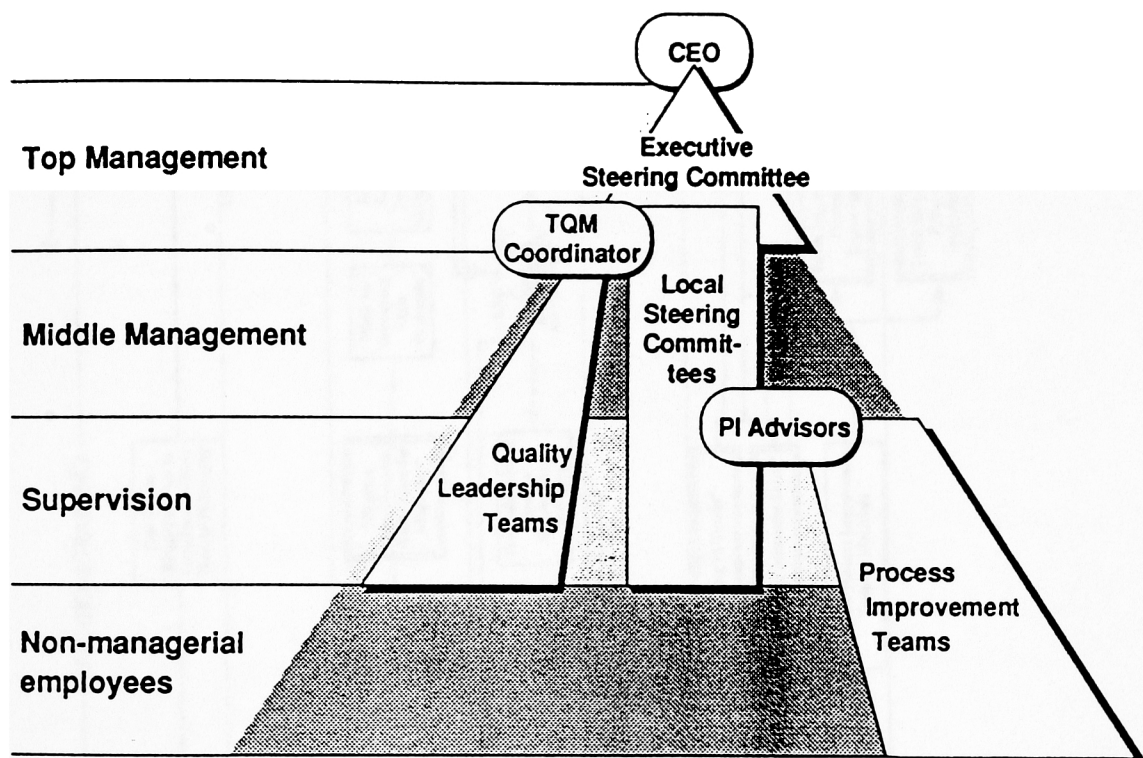 CEO
Top Management
Executive
Steering Committee
TQM
Coordinator
Middle Management
Local
Steering
Commit-
tees
PI Advisors
Supervision
Quality
Leadership
Teams
Process
Improvement
Teams
Non-managerial
employees